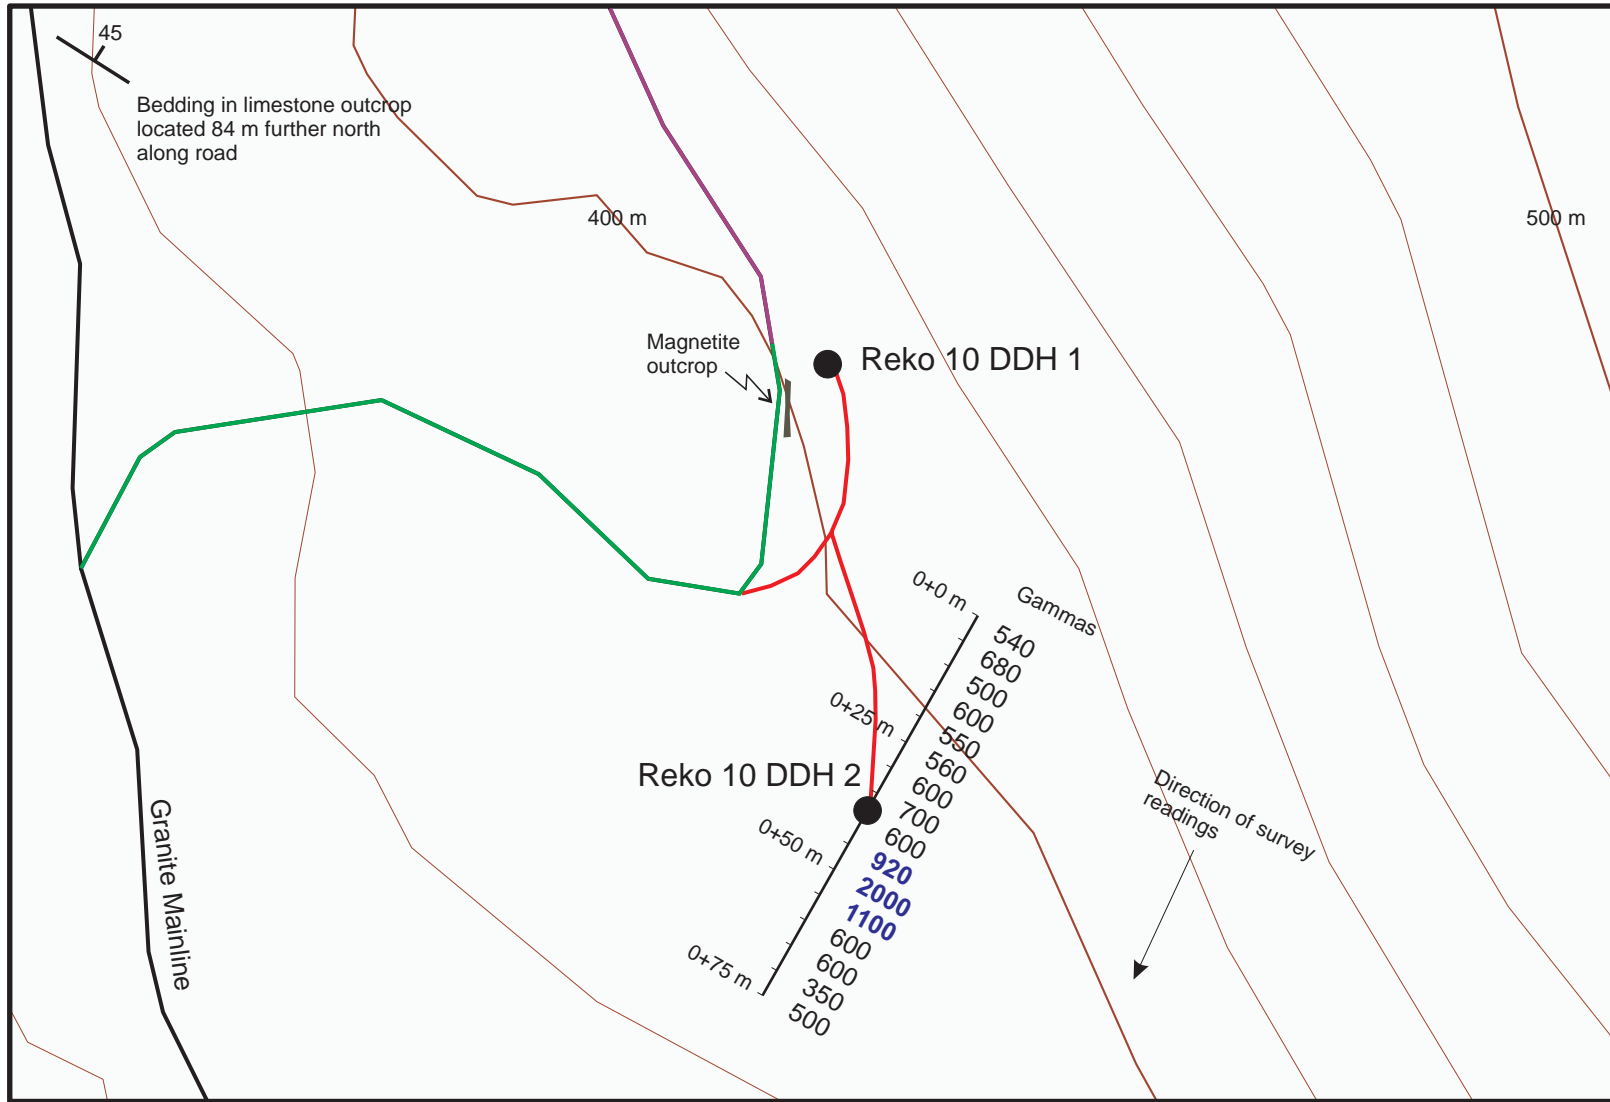 45
Bedding in limestone outcrop
located 84 m further north
along road
400 m
500 m
Magnetite
outcrop
Reko 10 DDH 1
0+0 m
Gammas
540
680
500
600
0+25 m
550
560
600
Reko 10 DDH 2
700
600
0+50 m
920
2000
1100
600
600
0+75 m
350
500
Direction of survey
readings
Granite Mainline